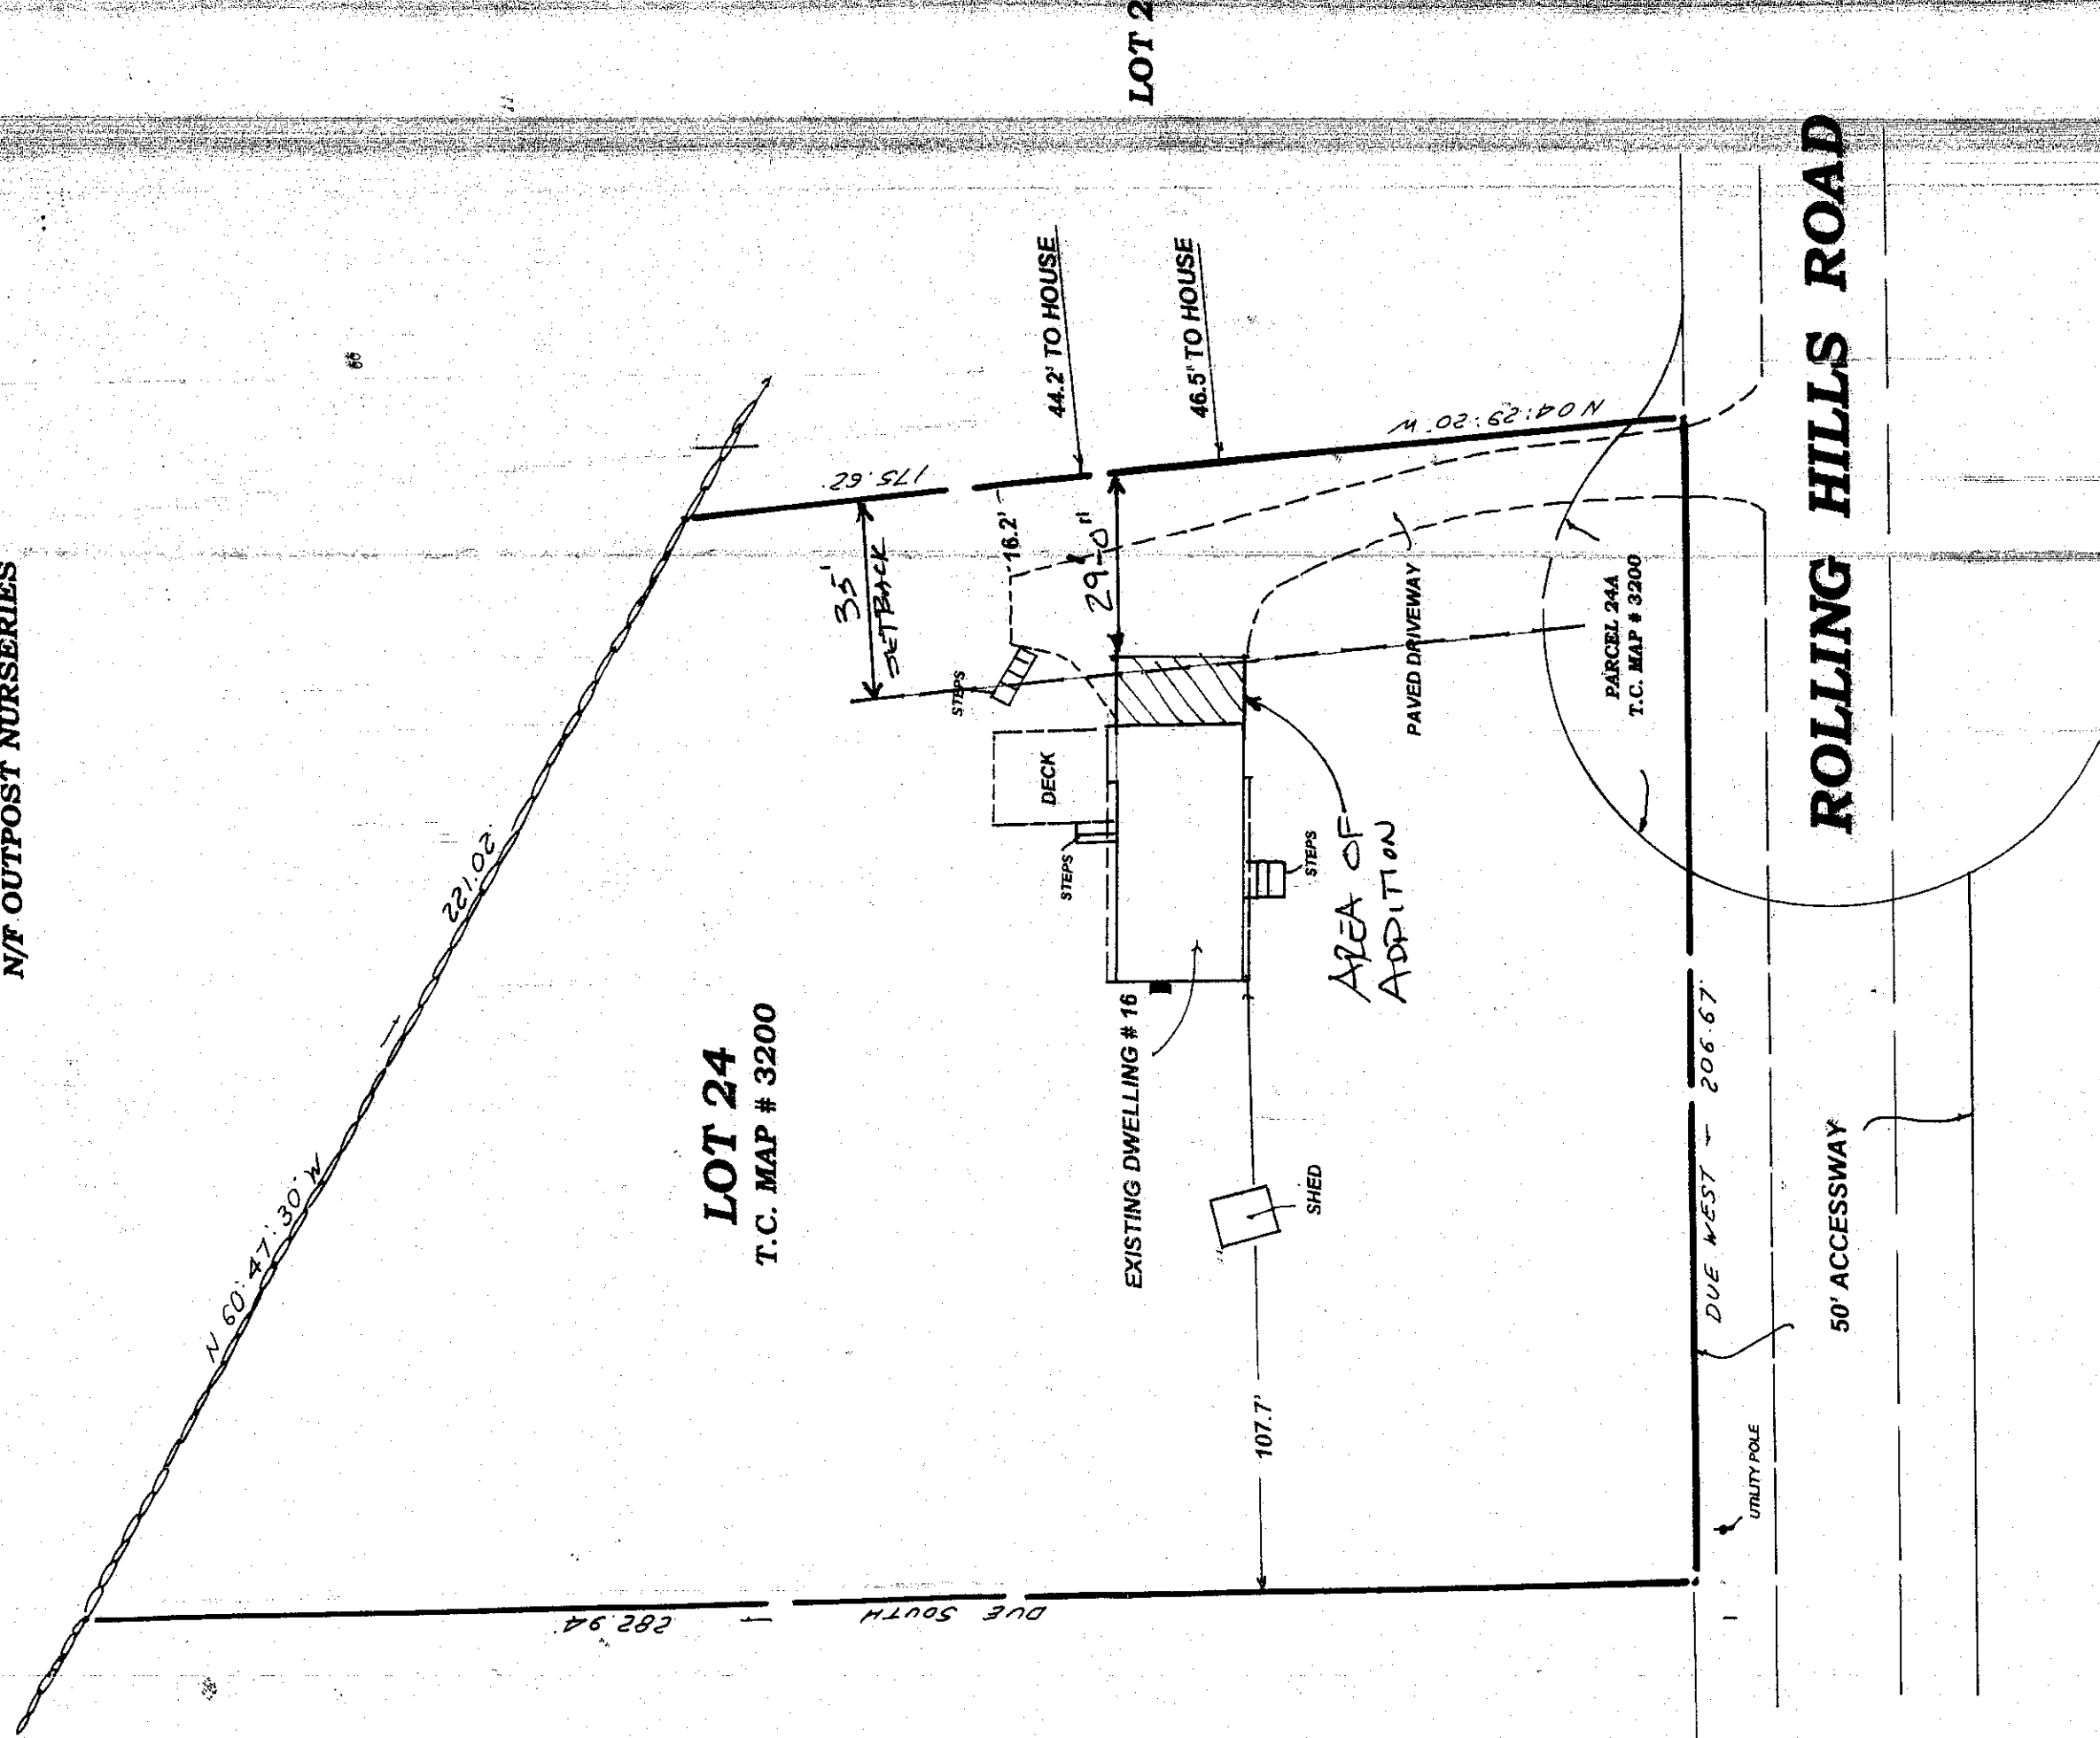 N/F OUTPOST NURSERIES
LOT 2
N 60° 47' 30" W
221.02'
175.62'
N 04° 29' 20" W
44.2' TO HOUSE
46.5' TO HOUSE
35'
SETBACK
16.2'
29'-0"
STEPS
DECK
STEPS
STEPS
PAVED DRIVEWAY
PARCEL 24A
T.C. MAP # 3200
AREA OF
ADDITION
LOT 24
T.C. MAP # 3200
EXISTING DWELLING # 16
SHED
107.7'
DUE SOUTH - 282.94'
DUE WEST - 206.67'
ROLLING HILLS ROAD
50' ACCESSWAY
UTILITY POLE